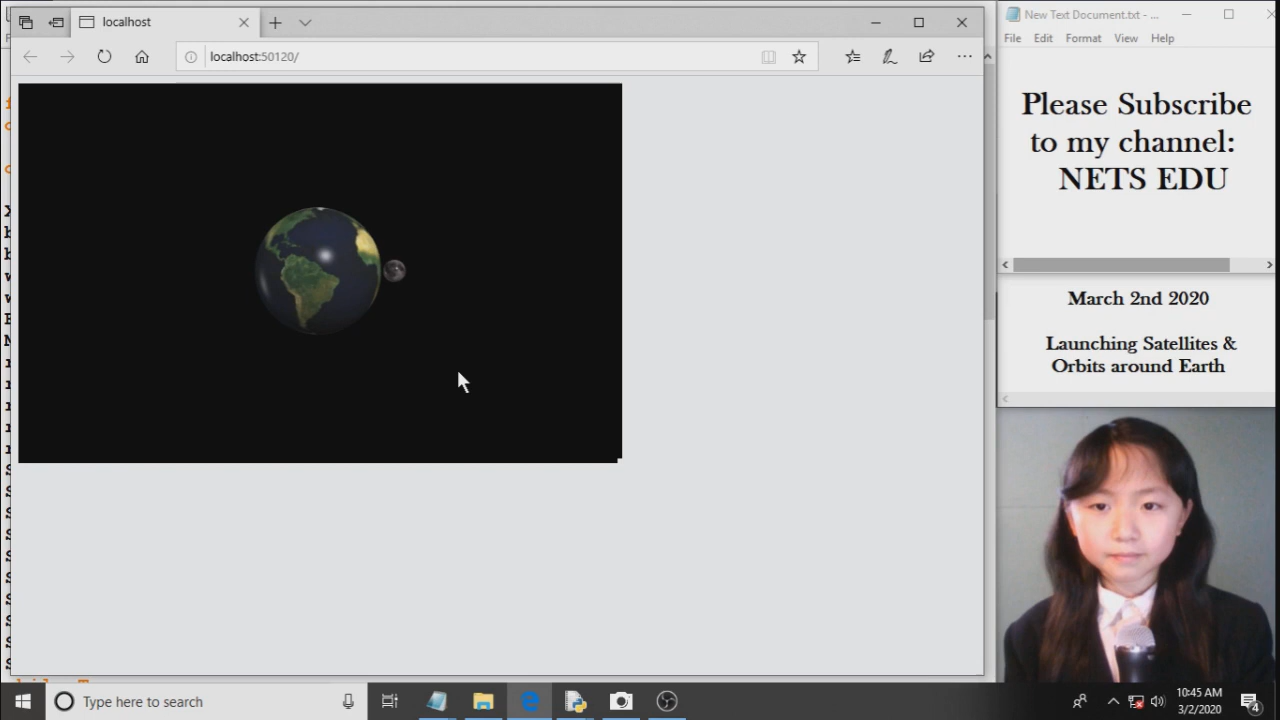 localhost
localhost:50120/
New Text Document.txt - ...
File Edit Format View Help
Please Subscribe
to my channel:
NETS EDU
March 2nd 2020
Launching Satellites &
Orbits around Earth
Type here to search
10:45 AM
3/2/2020
4